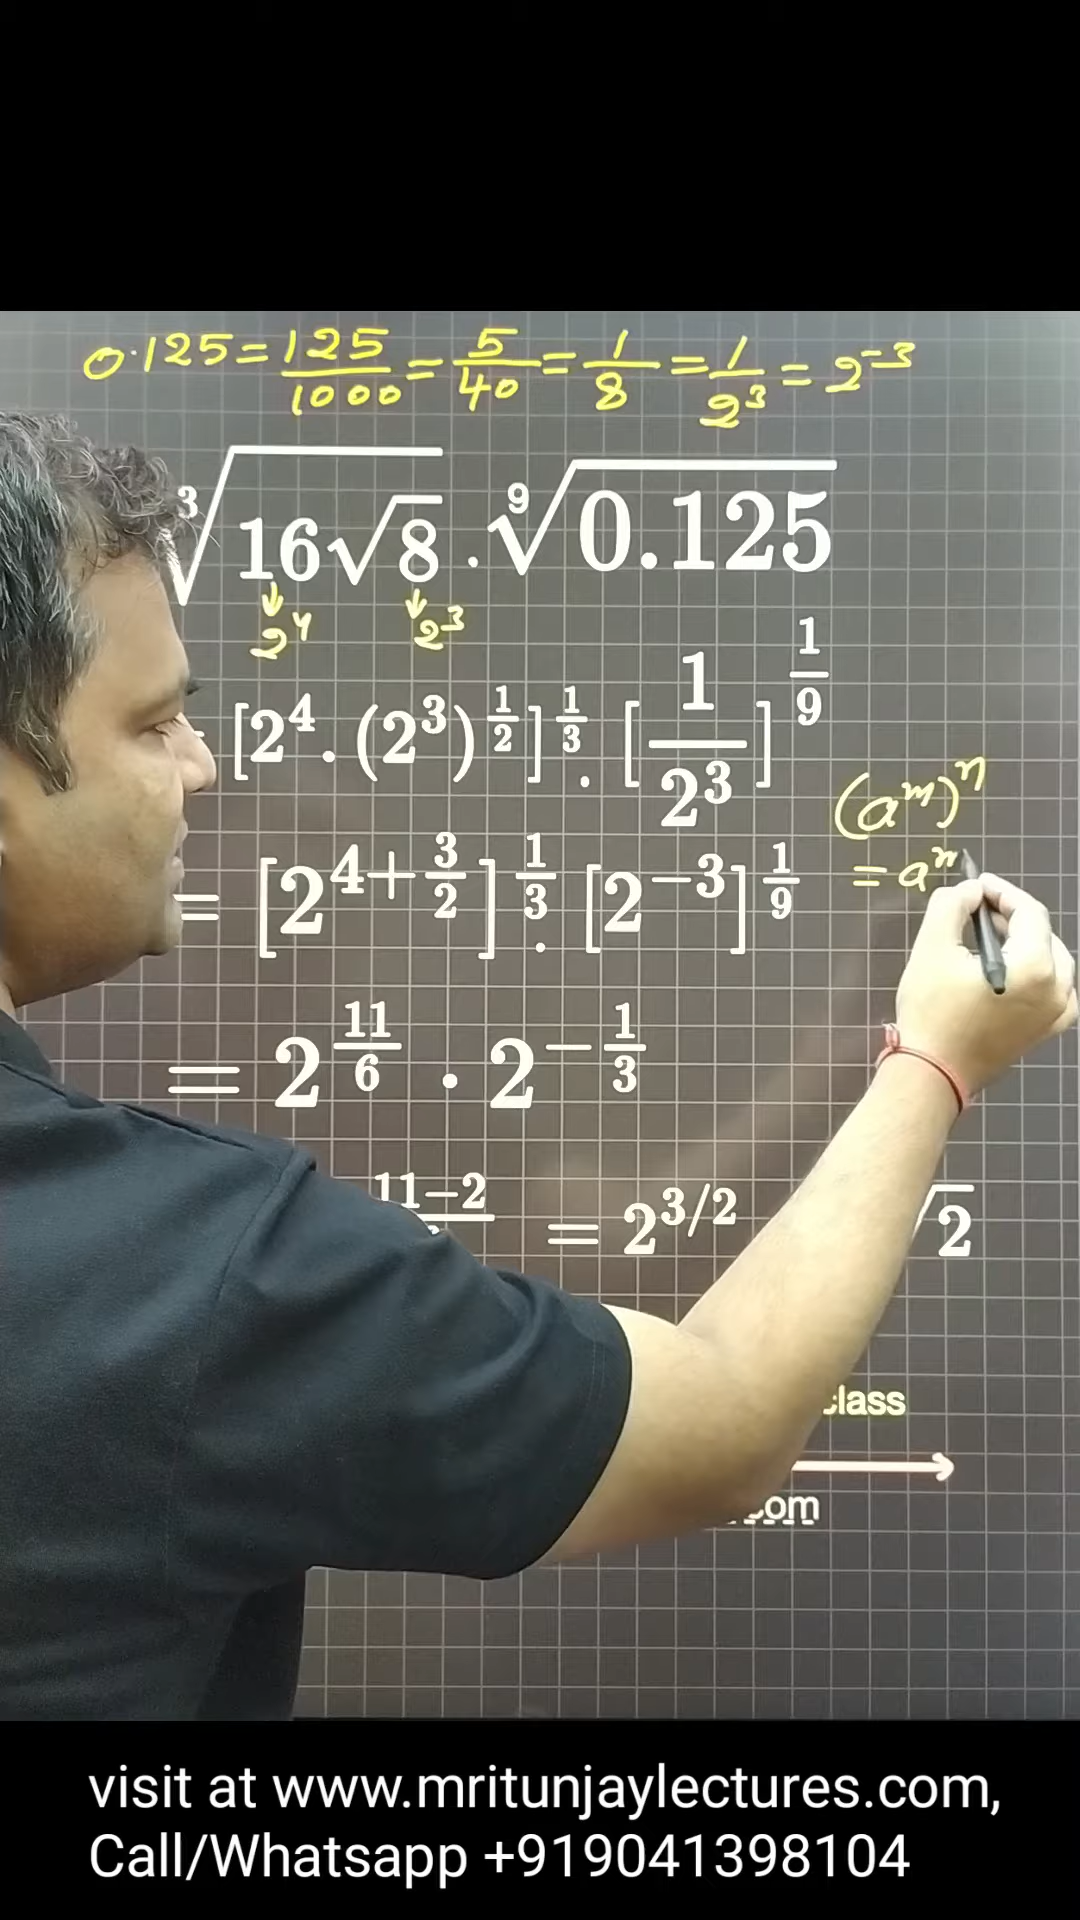 0.125 = 125/1000 = 5/40 = 1/8 = 1/2³ = 2⁻³
∛(16√8) . ⁹√0.125
↓ ↓
2⁴ 2³
[2⁴.(2³)^(1/2)]^(1/3) . [1/2³]^(1/9)
(aᵐ)ⁿ
= [2^(4+3/2)]^(1/3) . [2⁻³]^(1/9)
= a
= 2^(11/6) . 2^(-1/3)
11−2
= 2^(3/2)
√2
class
com
visit at www.mritunjaylectures.com,
Call/Whatsapp +919041398104